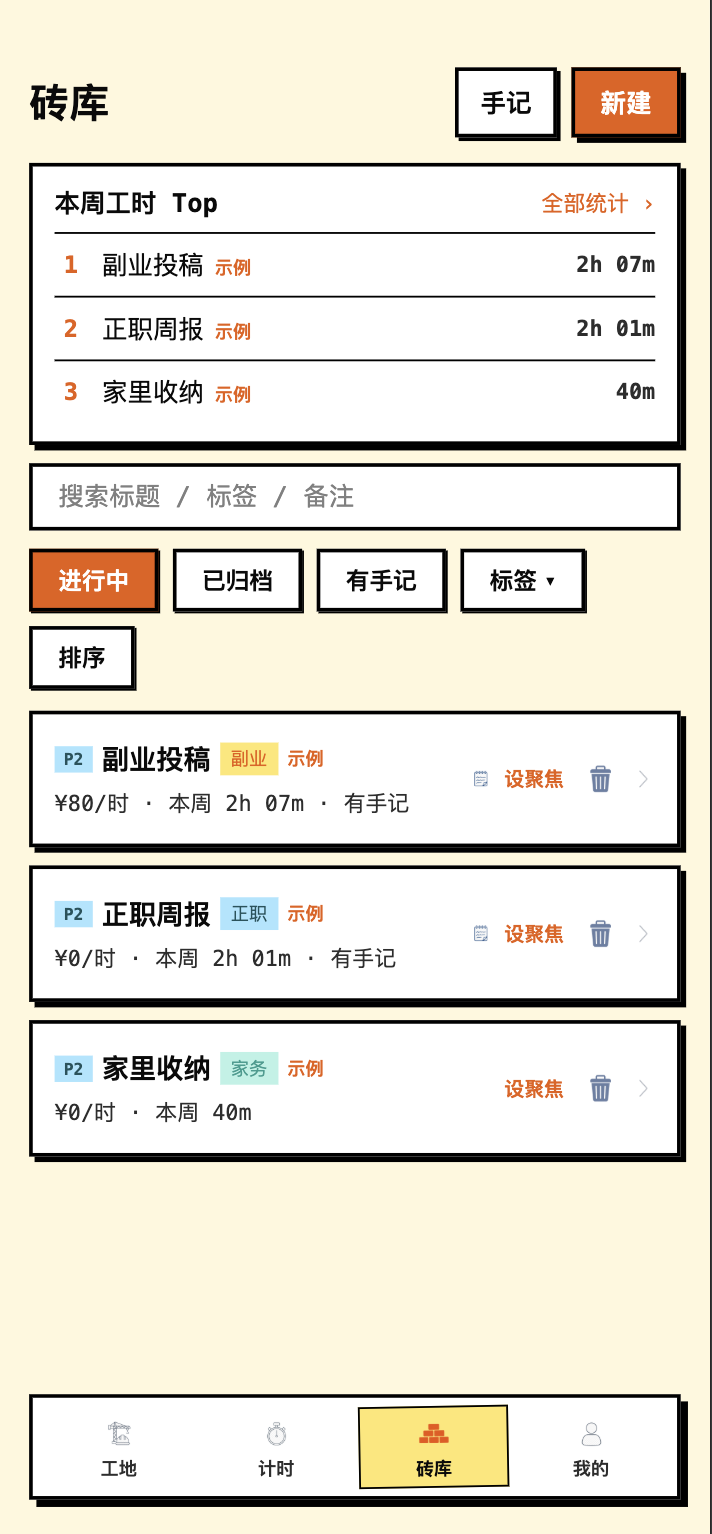 砖库
手记
新建
本周工时 Top
全部统计 ›
1 副业投稿 示例 2h 07m
2 正职周报 示例 2h 01m
3 家里收纳 示例 40m
搜索标题 / 标签 / 备注
进行中 已归档 有手记 标签 ▾
排序
P2 副业投稿 副业 示例
¥80/时 · 本周 2h 07m · 有手记
设聚焦
P2 正职周报 正职 示例
¥0/时 · 本周 2h 01m · 有手记
设聚焦
P2 家里收纳 家务 示例
¥0/时 · 本周 40m
设聚焦
工地 计时 砖库 我的